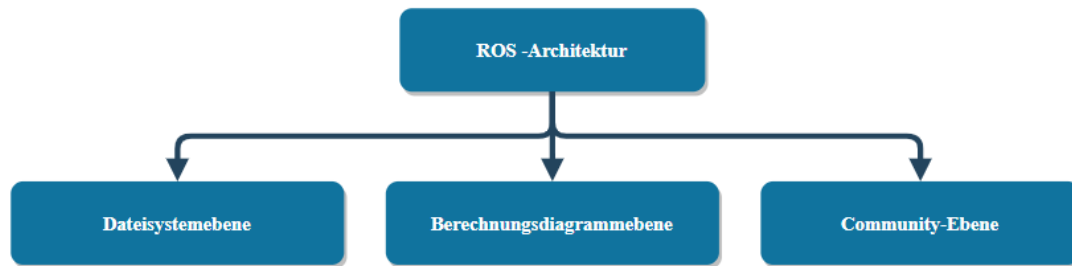 ROS -Architektur
Dateisystemebene
Berechnungsdiagrammebene
Community-Ebene